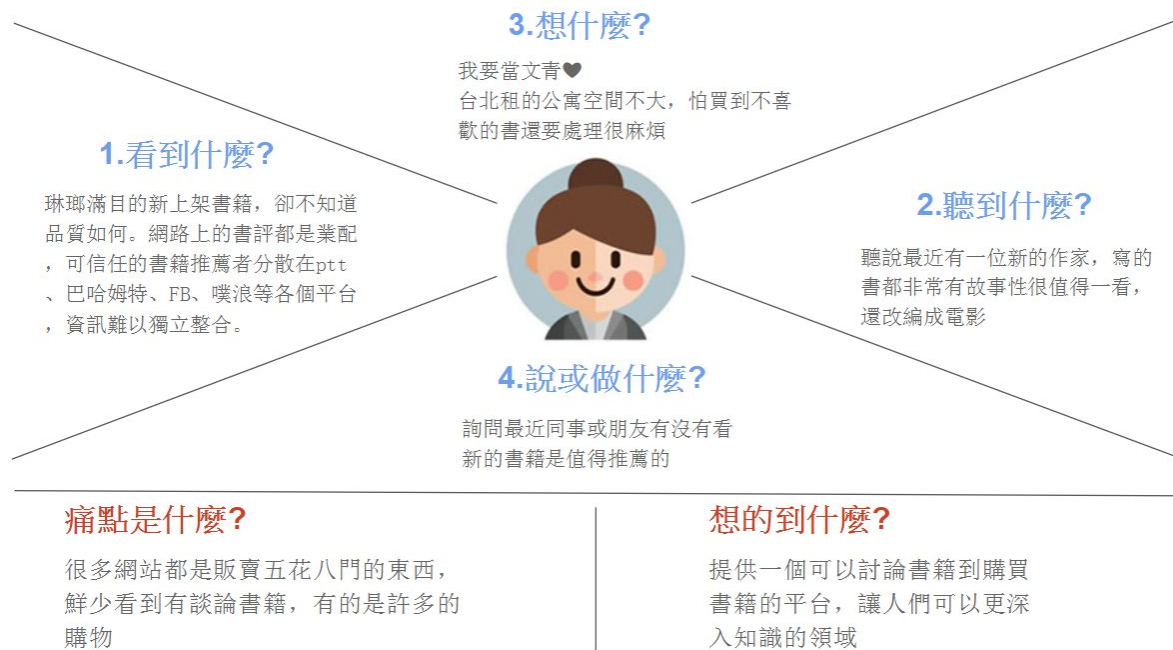 3.想什麼?
我要當文青♥
台北租的公寓空間不大，怕買到不喜
歡的書還要處理很麻煩
1.看到什麼?
琳瑯滿目的新上架書籍，卻不知道
品質如何。網路上的書評都是業配
，可信任的書籍推薦者分散在ptt
、巴哈姆特、FB、噗浪等各個平台
，資訊難以獨立整合。
2.聽到什麼?
聽說最近有一位新的作家，寫的
書都非常有故事性很值得一看，
還改編成電影
4.說或做什麼?
詢問最近同事或朋友有沒有看
新的書籍是值得推薦的
痛點是什麼?
很多網站都是販賣五花八門的東西，
鮮少看到有談論書籍，有的是許多的
購物
想的到什麼?
提供一個可以討論書籍到購買
書籍的平台，讓人們可以更深
入知識的領域